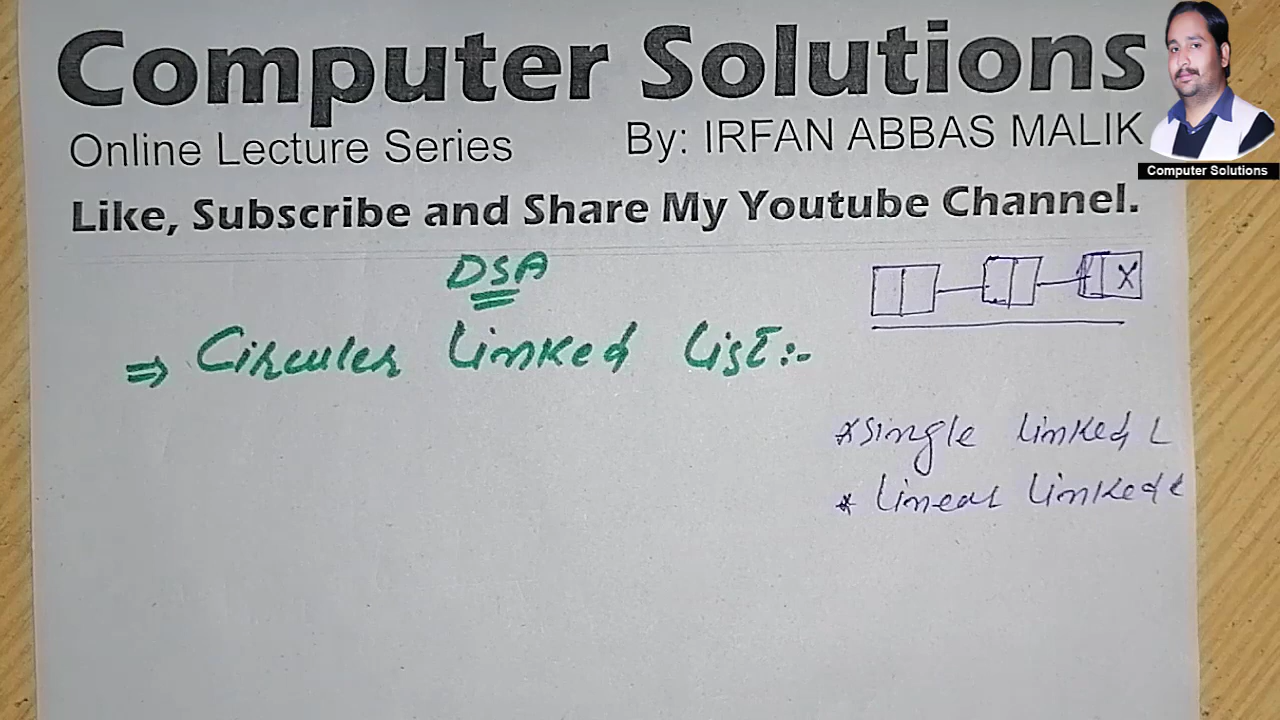 Computer Solutions
Online Lecture Series By: IRFAN ABBAS MALIK
Computer Solutions
Like, Subscribe and Share My Youtube Channel.
DSA
X
⇒ Circuler Linked List:-
*Single Linked L
* Linear Linked L